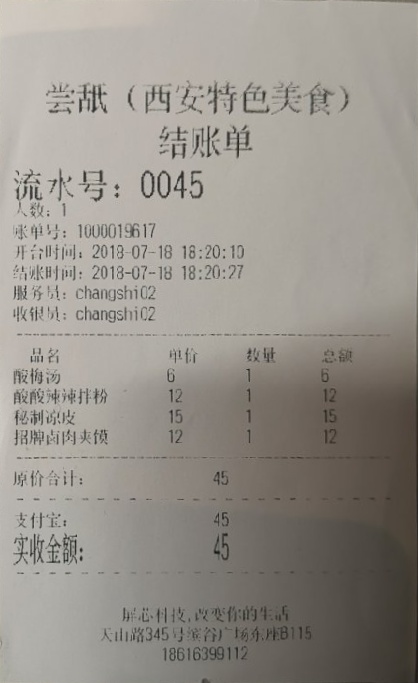 尝舐（西安特色美食）
结账单
流水号：0045
人数：1
账单号：1000019617
开台时间：2018-07-18 18:20:10
结账时间：2018-07-18 18:20:27
服务员：changshi02
收银员：changshi02
品名 单价 数量 总额
酸梅汤 6 1 6
酸酸辣辣拌粉 12 1 12
秘制凉皮 15 1 15
招牌卤肉夹馍 12 1 12
原价合计： 45
支付宝： 45
实收金额： 45
屏芯科技,改变你的生活
天山路345号缤谷广场东座B115
18616399112